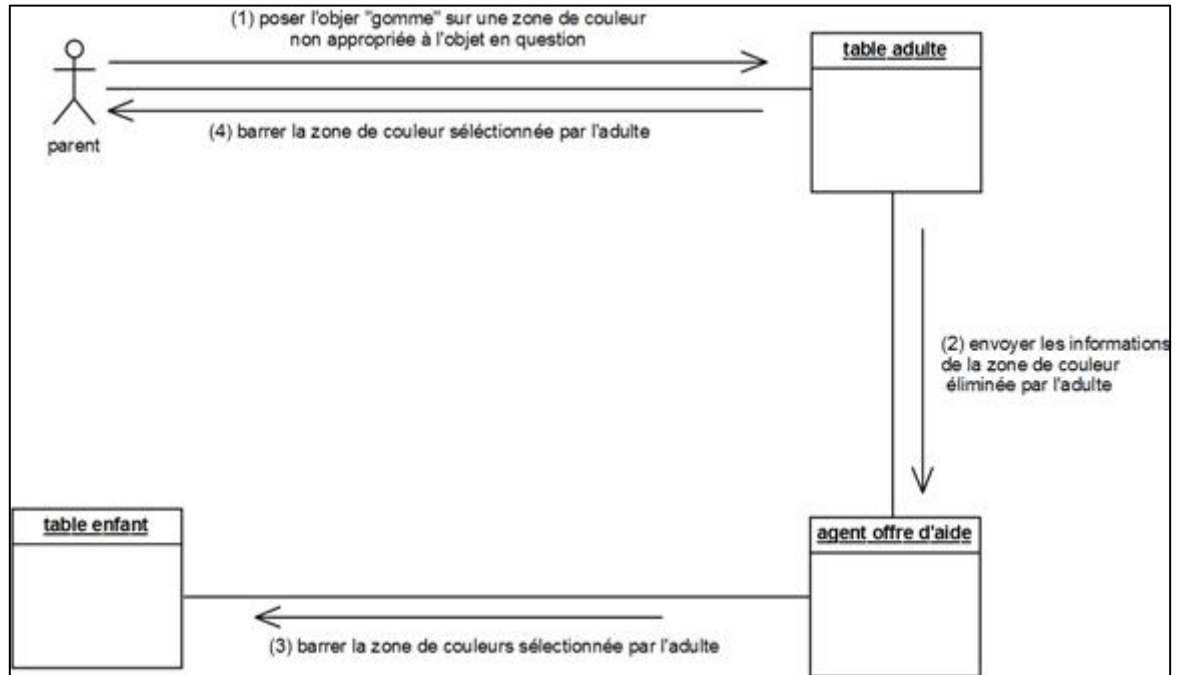 (1) poser l'objer "gomme" sur une zone de couleur
non appropriée à l'objet en question
table adulte
(4) barrer la zone de couleur séléctionnée par l'adulte
parent
(2) envoyer les informations
de la zone de couleur
éliminée par l'adulte
table enfant
agent offre d'aide
(3) barrer la zone de couleurs sélectionnée par l'adulte